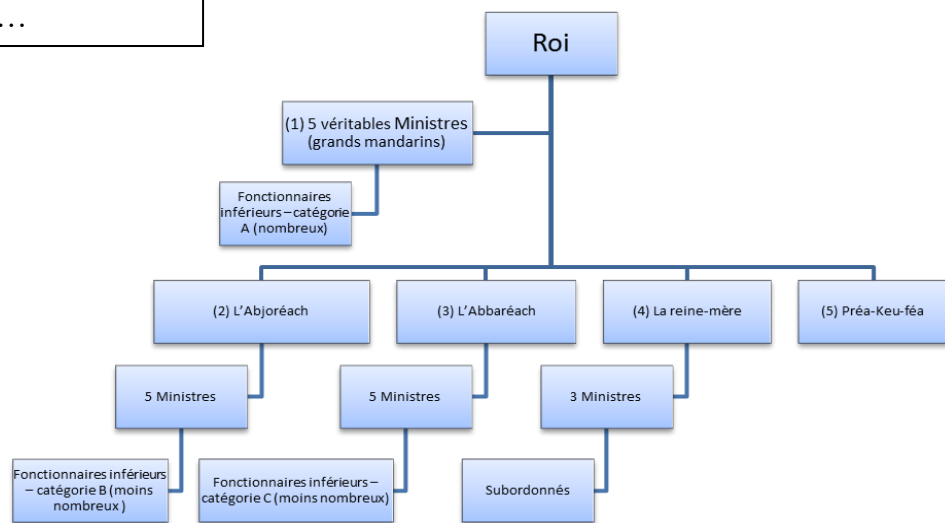 …
Roi
(1) 5 véritables Ministres
(grands mandarins)
Fonctionnaires
inférieurs – catégorie
A (nombreux)
(2) L'Abjoréach
(3) L'Abbaréach
(4) La reine-mère
(5) Préa-Keu-féa
5 Ministres
5 Ministres
3 Ministres
Fonctionnaires inférieurs
– catégorie B (moins
nombreux )
Fonctionnaires inférieurs –
catégorie C (moins nombreux)
Subordonnés